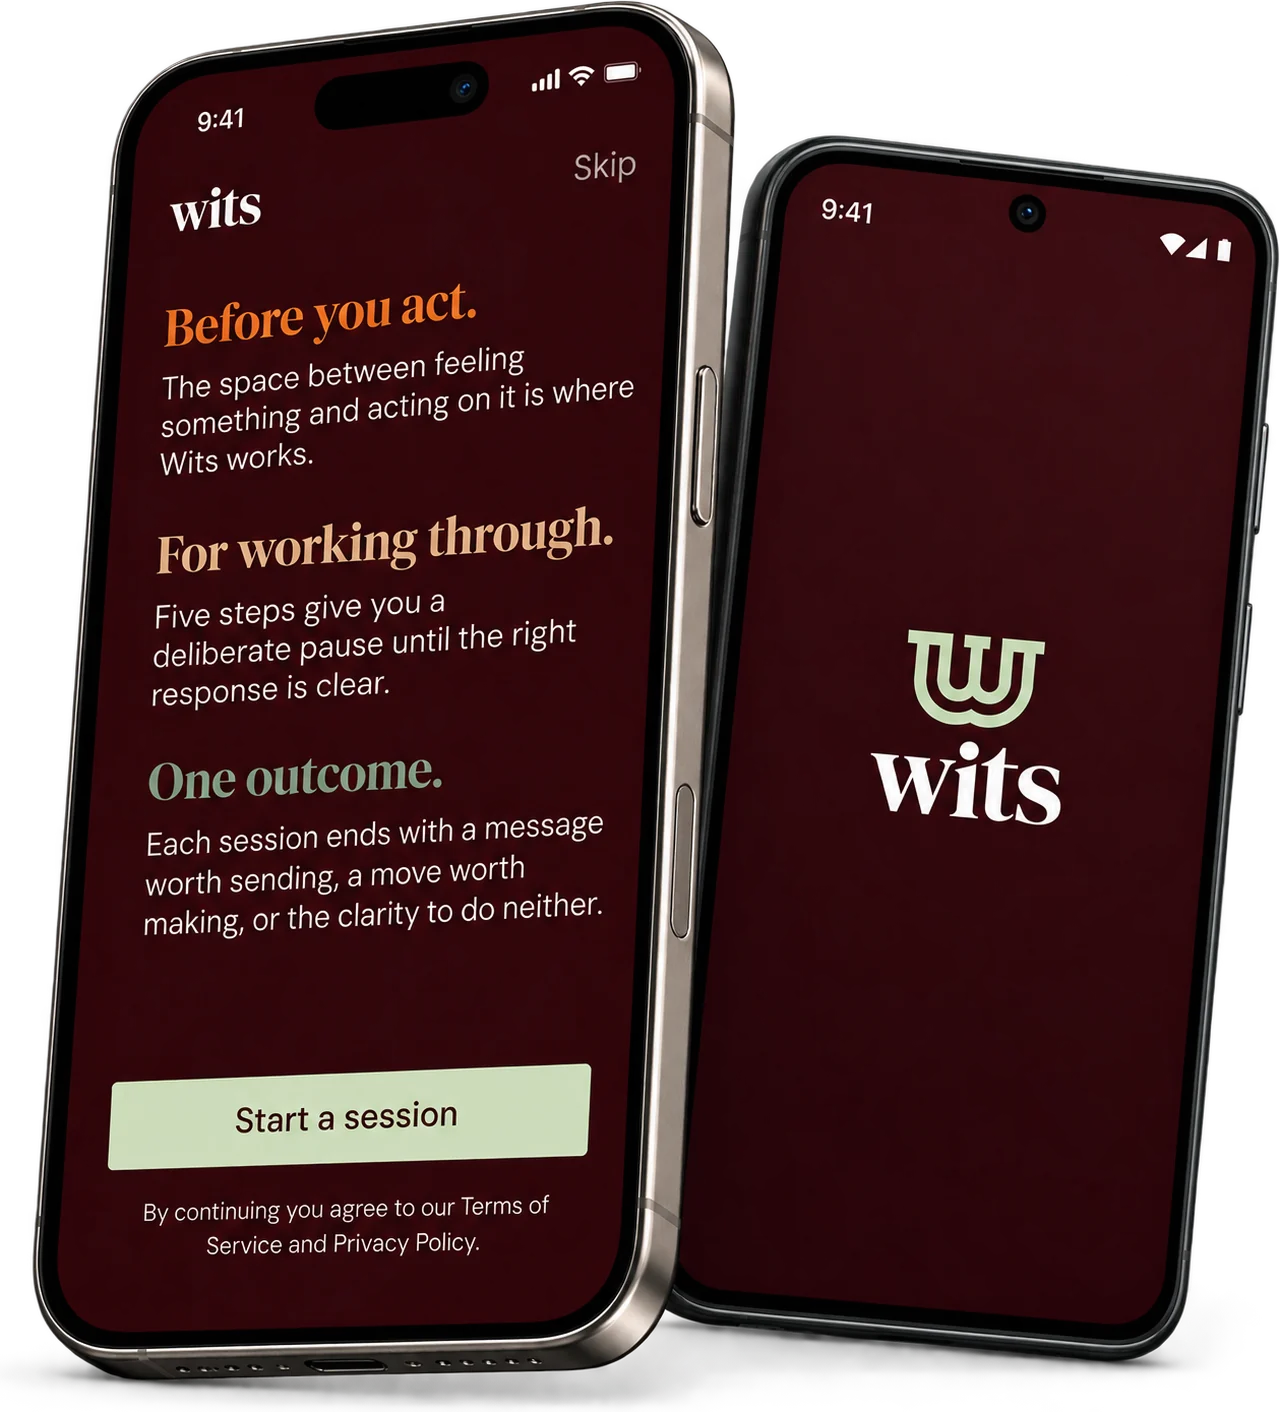 9:41
Skip
wits
Before you act.
The space between feeling
something and acting on it is where
Wits works.
For working through.
Five steps give you a
deliberate pause until the right
response is clear.
One outcome.
Each session ends with a message
worth sending, a move worth
making, or the clarity to do neither.
Start a session
By continuing you agree to our Terms of
Service and Privacy Policy.
9:41
w
wits